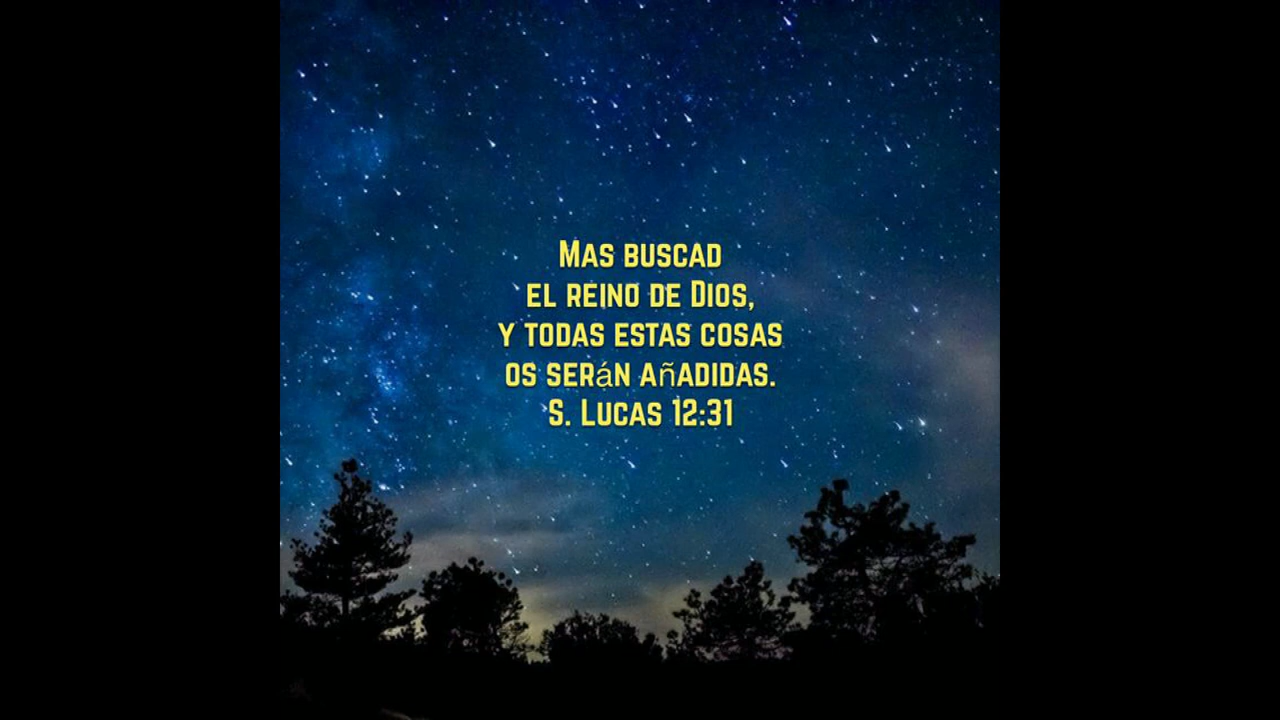 Mas buscad
el reino de Dios,
y todas estas cosas
os serán añadidas.
S. Lucas 12:31